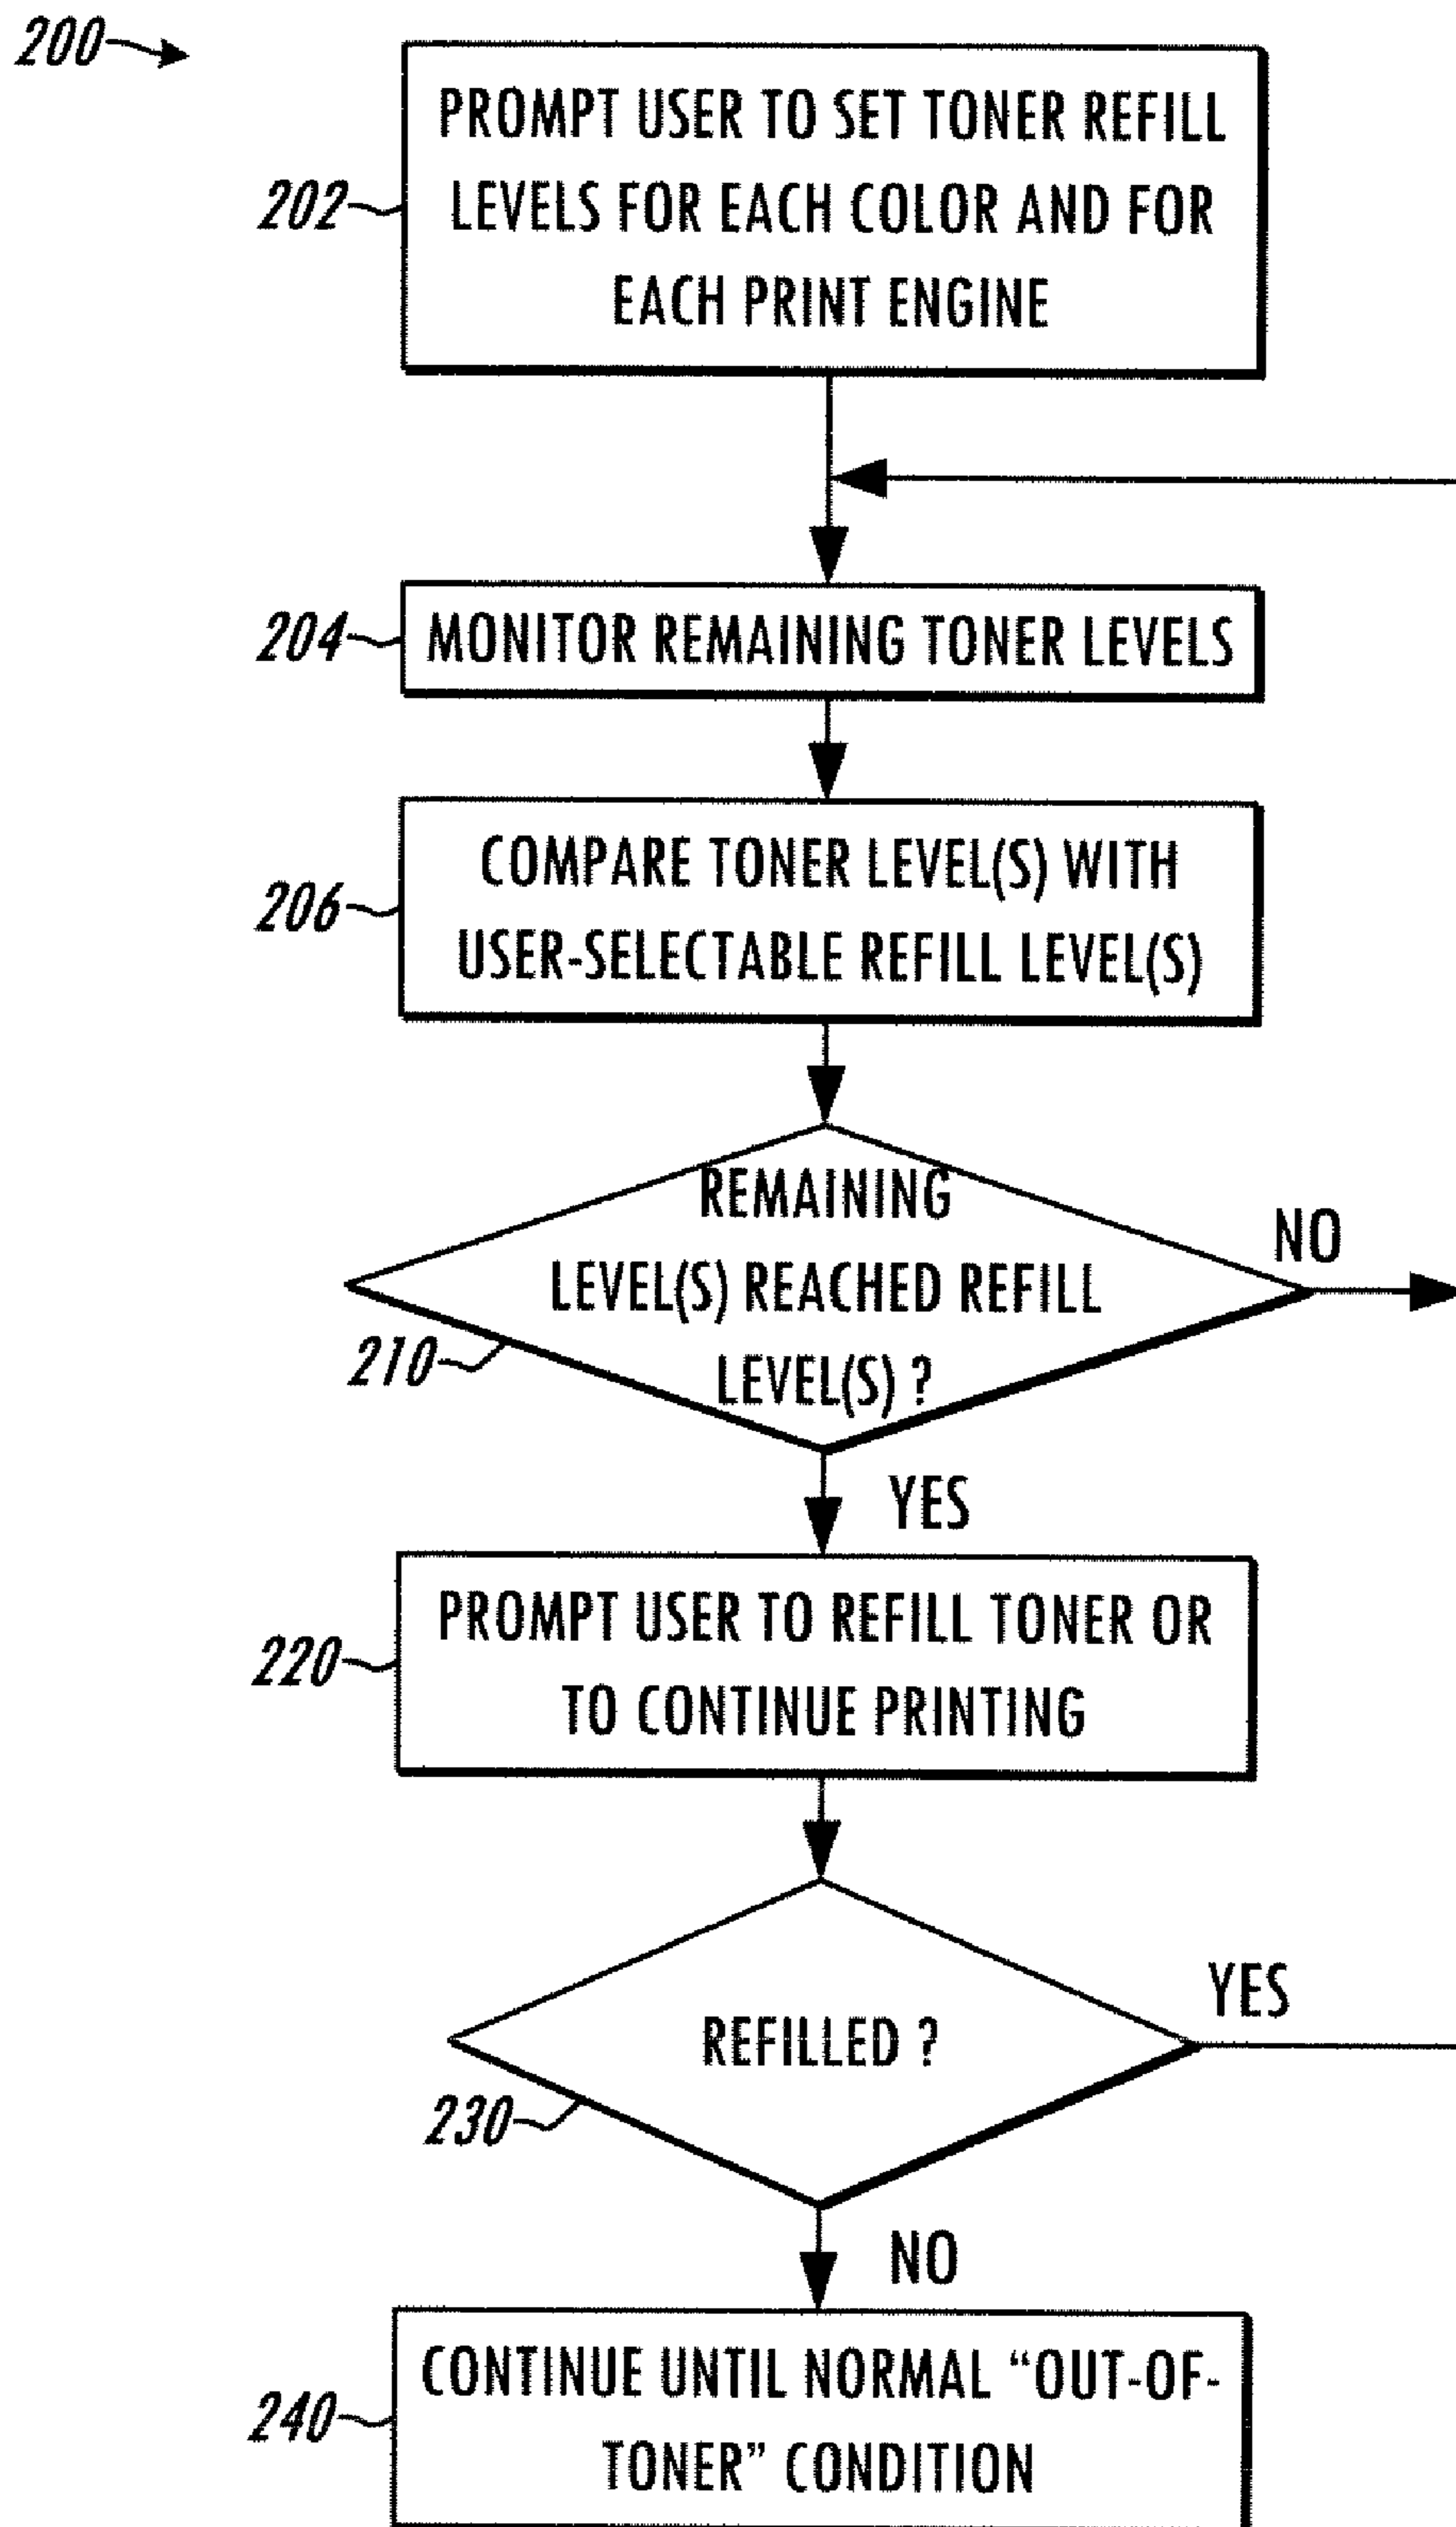 200
PROMPT USER TO SET TONER REFILL
LEVELS FOR EACH COLOR AND FOR
EACH PRINT ENGINE
202
204
MONITOR REMAINING TONER LEVELS
COMPARE TONER LEVEL(S) WITH
USER-SELECTABLE REFILL LEVEL(S)
206
REMAINING
LEVEL(S) REACHED REFILL
LEVEL(S) ?
NO
210
YES
PROMPT USER TO REFILL TONER OR
TO CONTINUE PRINTING
220
REFILLED ?
YES
230
NO
CONTINUE UNTIL NORMAL “OUT-OF-
TONER” CONDITION
240